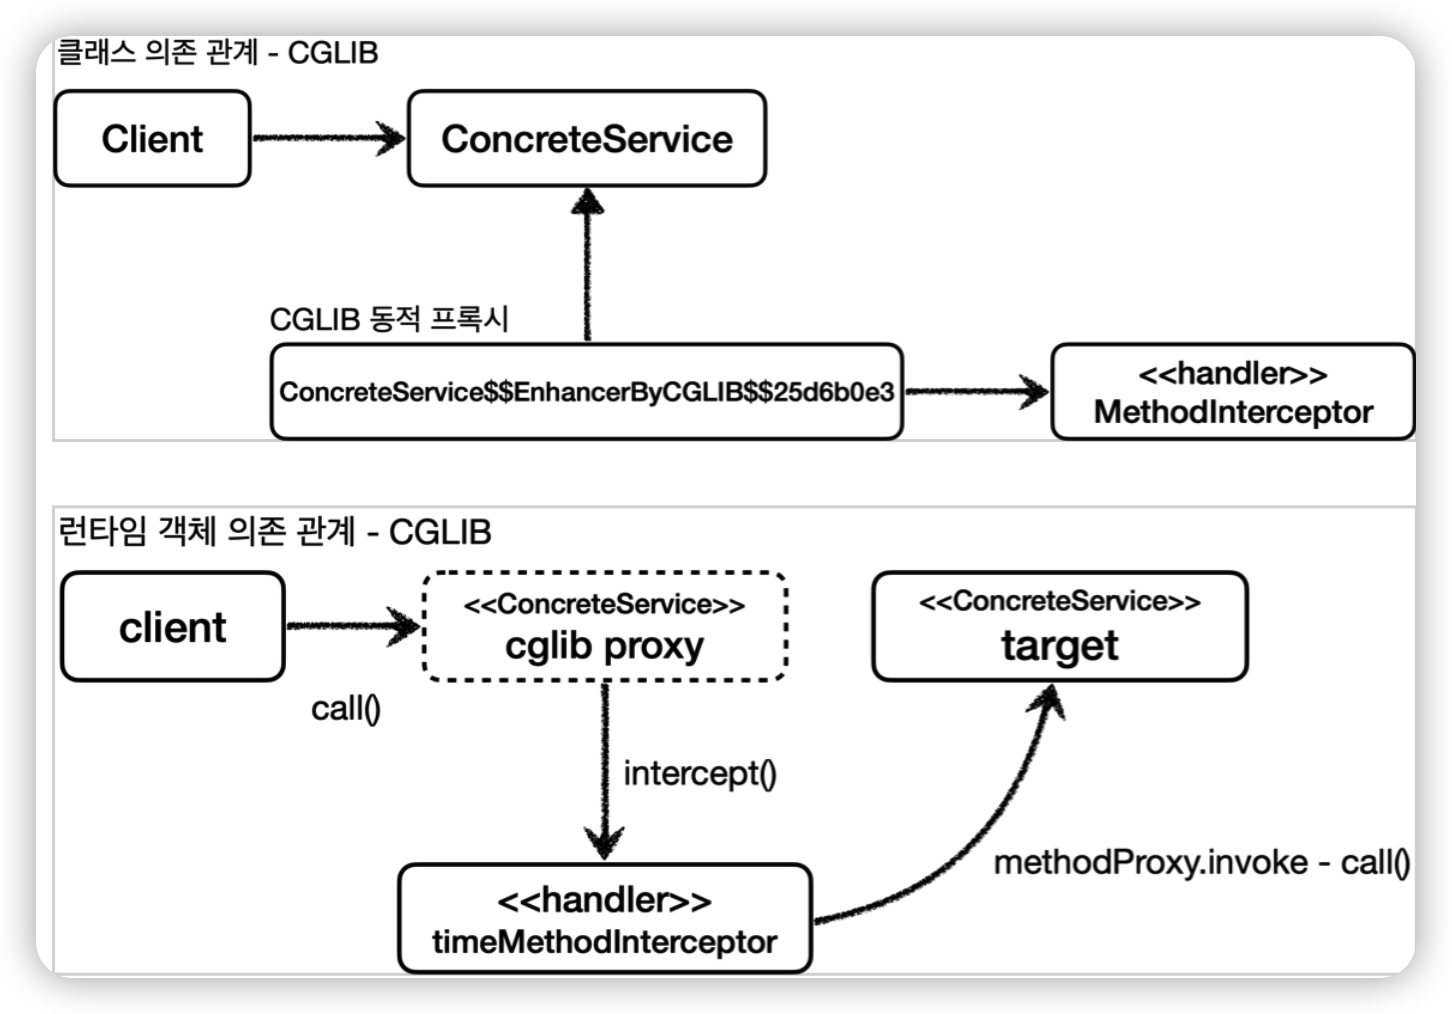 클래스 의존 관계 - CGLIB
Client
ConcreteService
CGLIB 동적 프록시
ConcreteService$$EnhancerByCGLIB$$25d6b0e3
<<handler>>
MethodInterceptor
런타임 객체 의존 관계 - CGLIB
client
<<ConcreteService>>
cglib proxy
<<ConcreteService>>
target
call()
intercept()
methodProxy.invoke - call()
<<handler>>
timeMethodInterceptor